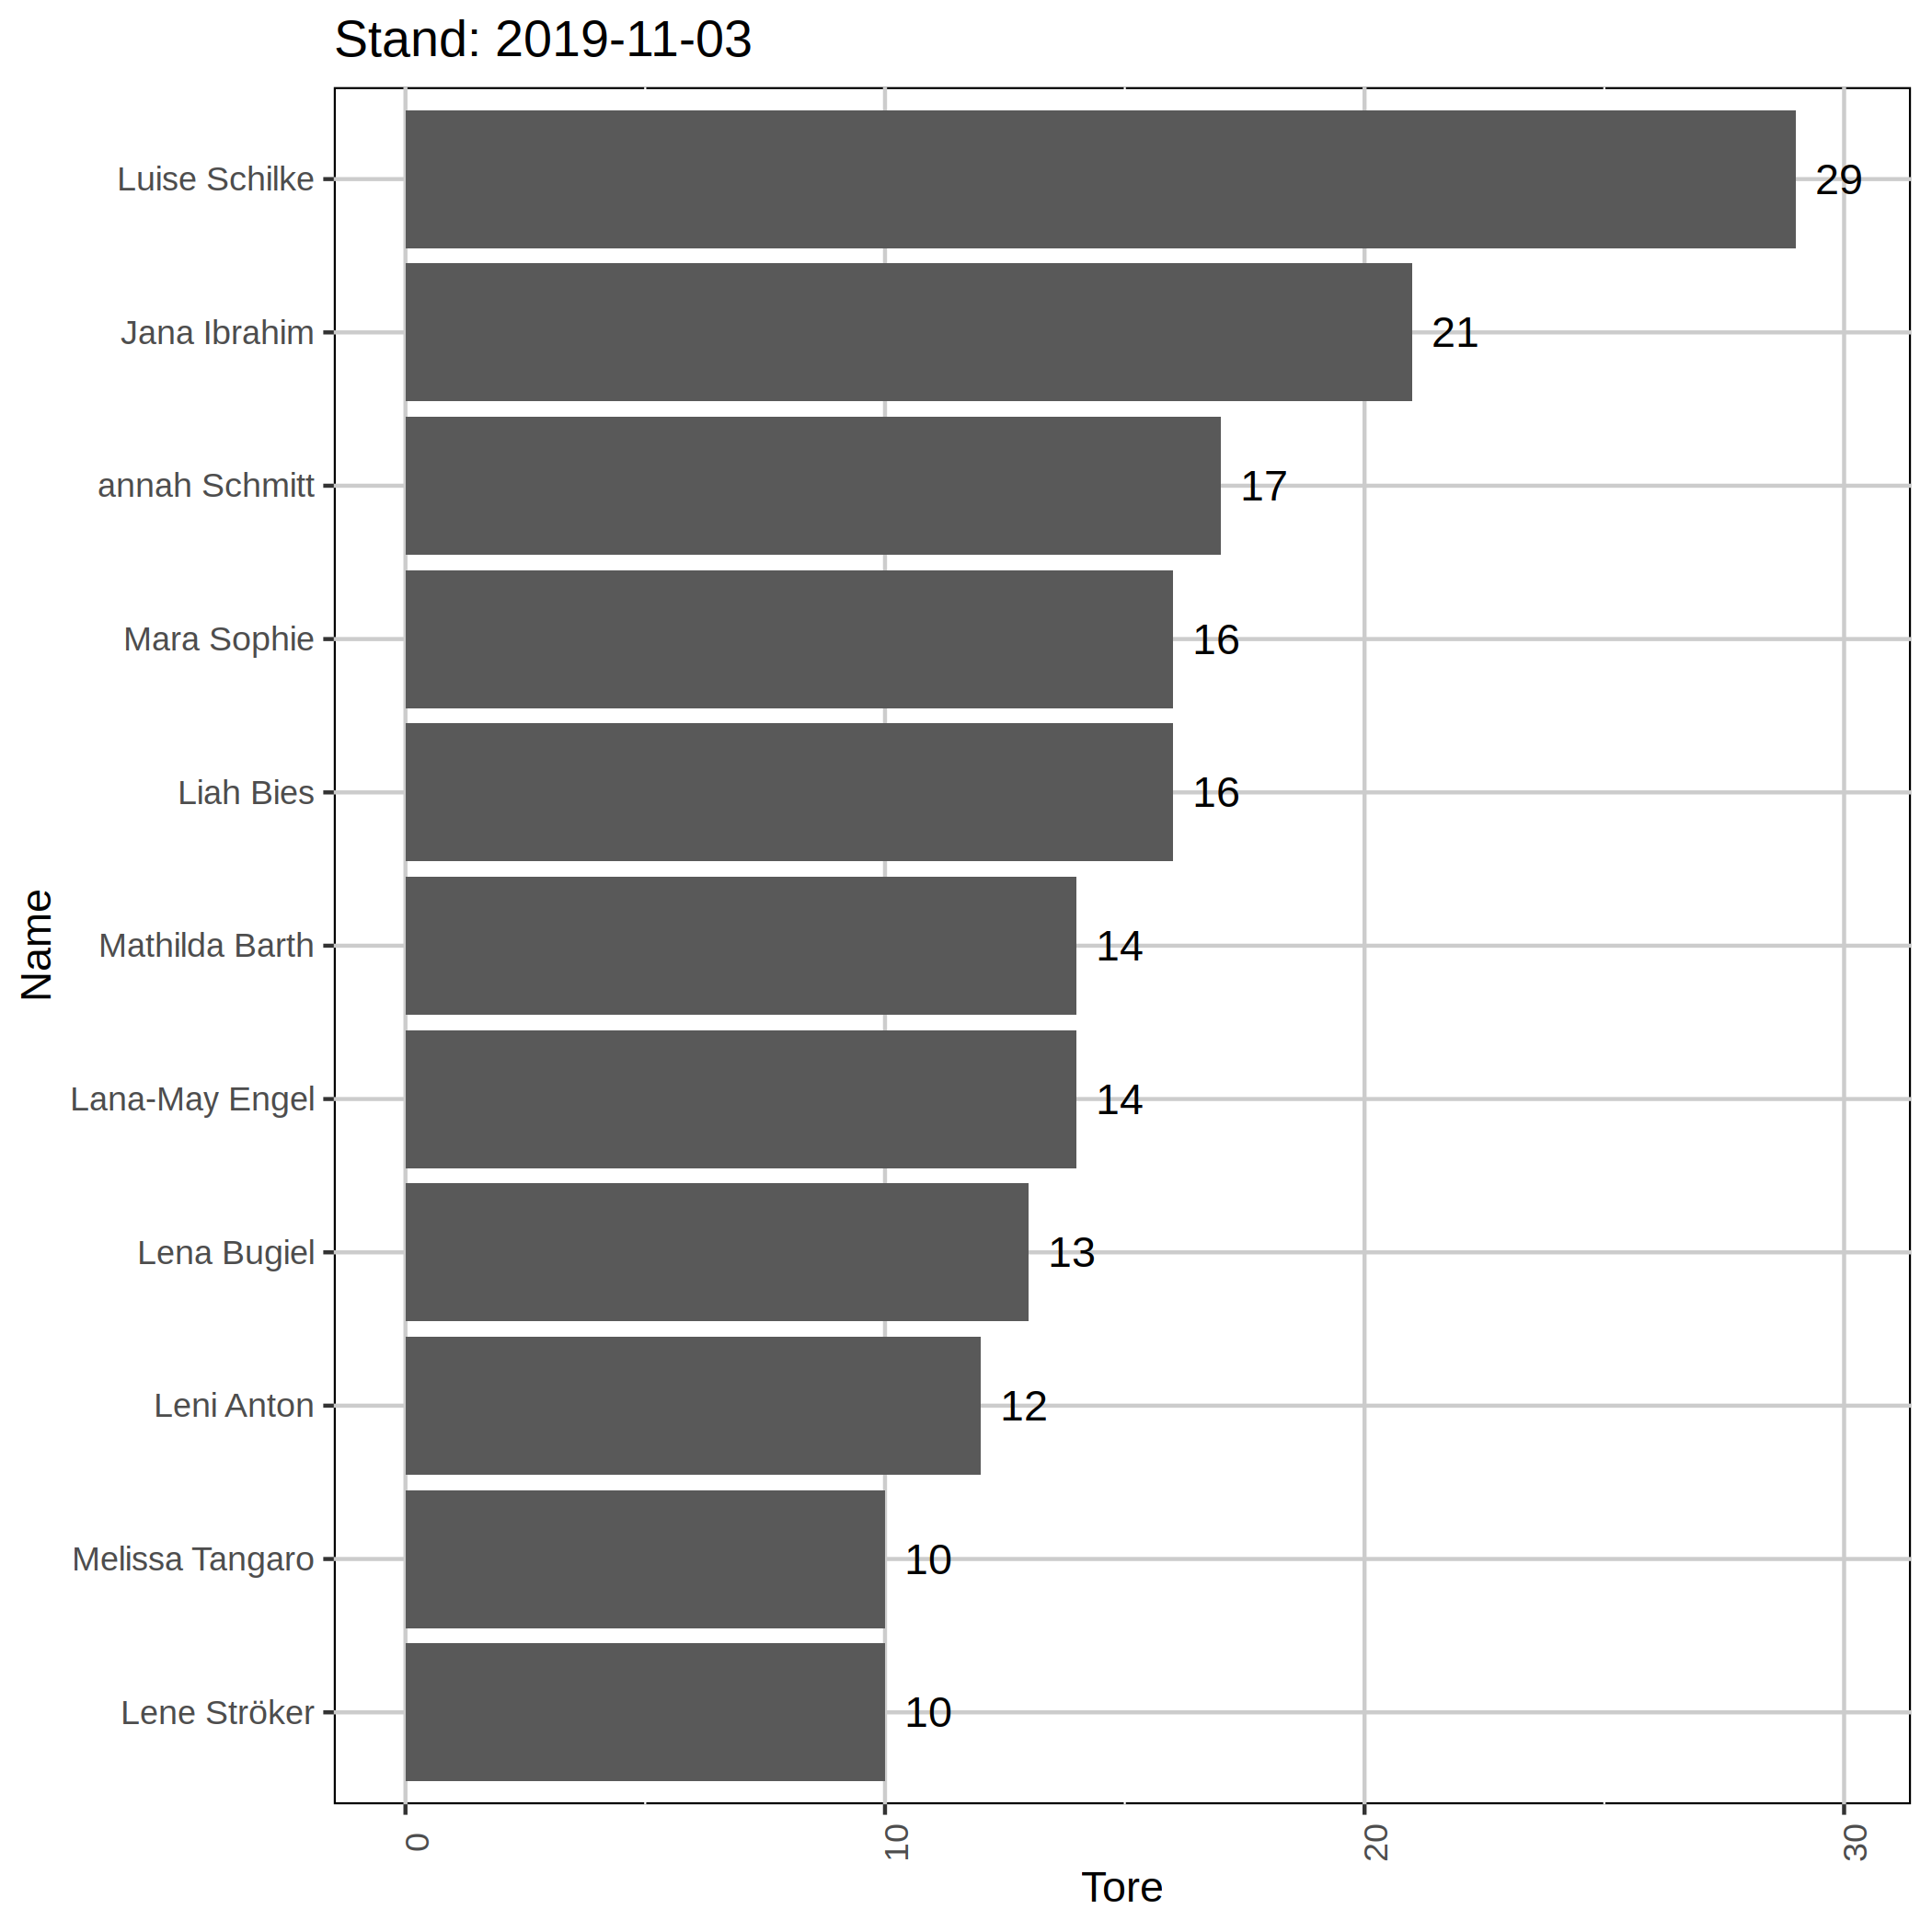 Stand: 2019-11-03
Luise Schilke 29
Jana Ibrahim 21
annah Schmitt 17
Mara Sophie 16
Liah Bies 16
Mathilda Barth 14
Lana-May Engel 14
Lena Bugiel 13
Leni Anton 12
Melissa Tangaro 10
Lene Ströker 10
Name
0 10 20 30
Tore